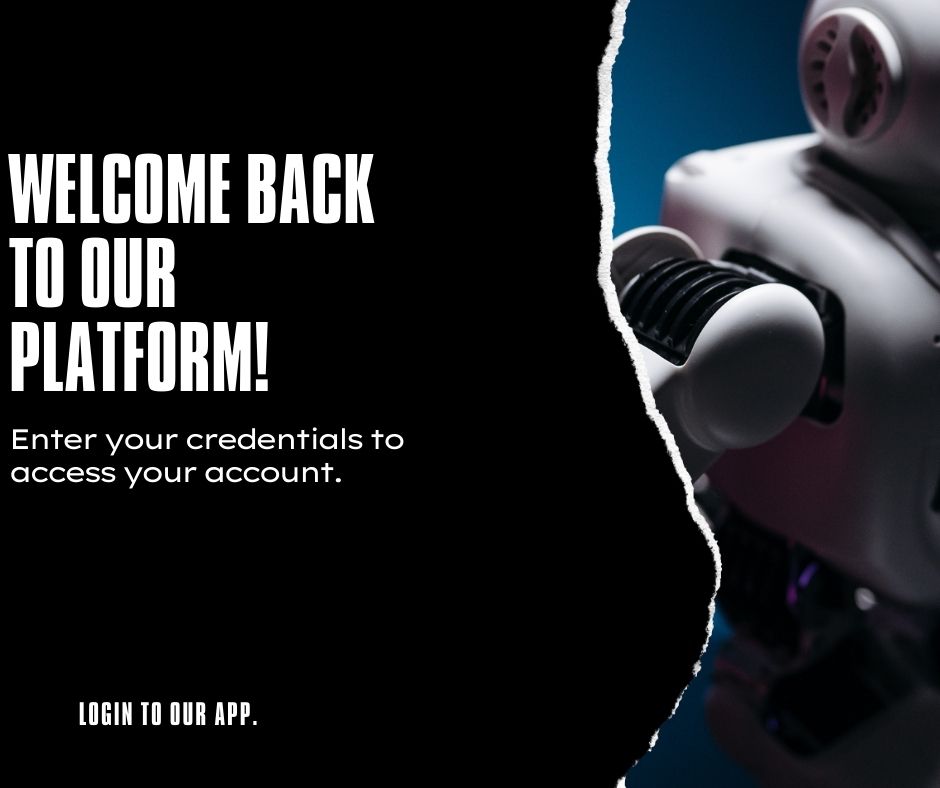 WELCOME BACK
TO OUR
PLATFORM!
Enter your credentials to
access your account.
LOGIN TO OUR APP.